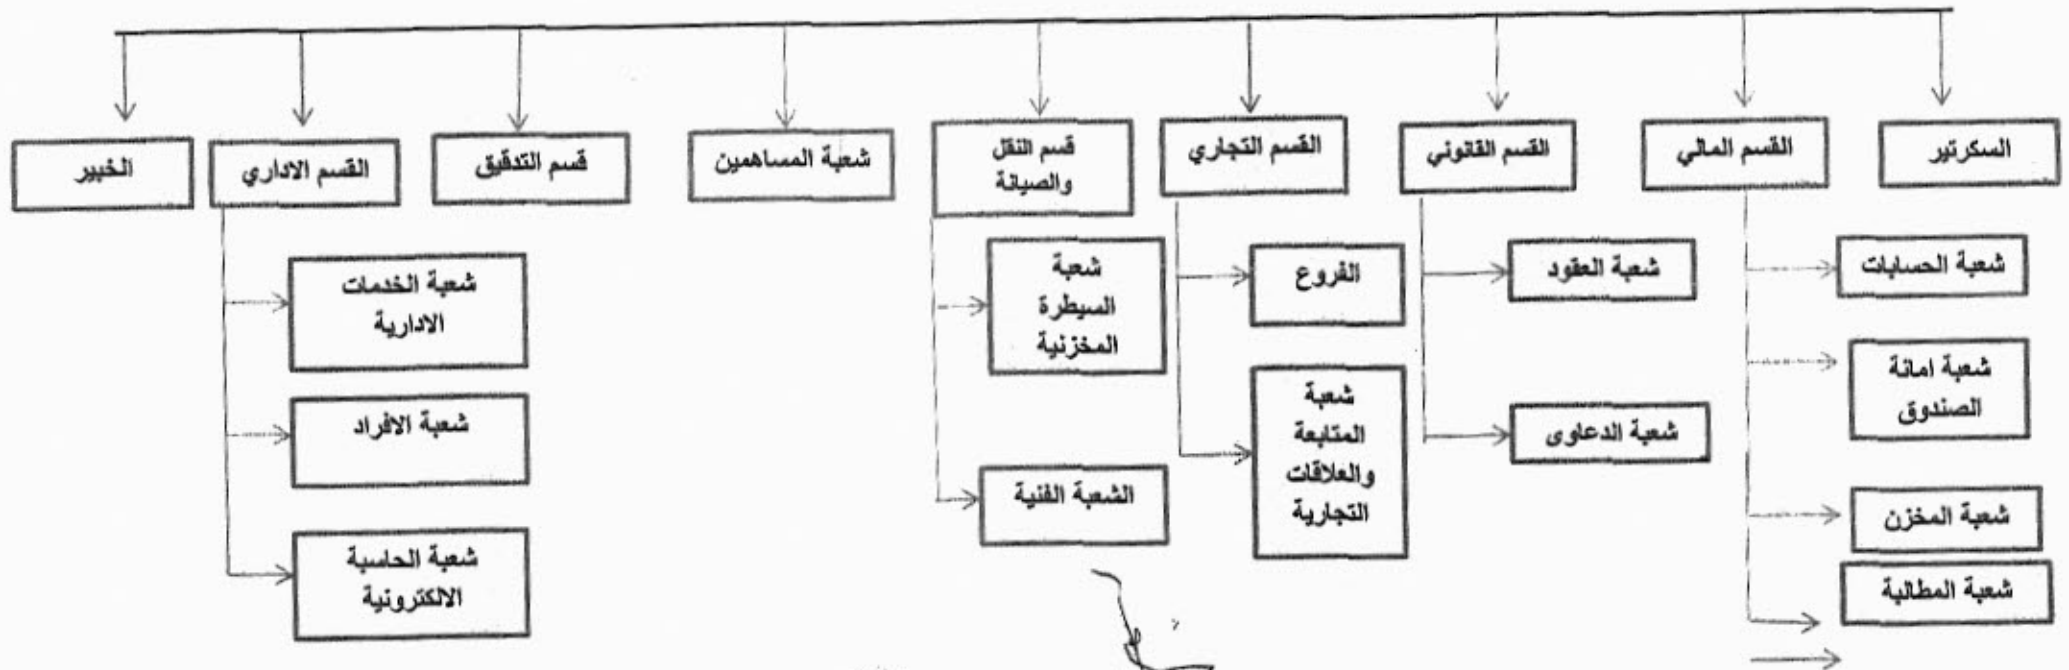 السكرتير
القسم المالي
القسم القانوني
القسم التجاري
قسم النقل
والصيانة
شعبة المساهمين
قسم التدقيق
القسم الاداري
الخبير
شعبة الحسابات
شعبة امانة
الصندوق
شعبة المخزن
شعبة المطالبة
شعبة العقود
شعبة الدعاوى
الفروع
شعبة
المتابعة
والعلاقات
التجارية
شعبة
السيطرة
المخزنية
الشعبة الفنية
شعبة الخدمات
الادارية
شعبة الافراد
شعبة الحاسبة
الالكترونية